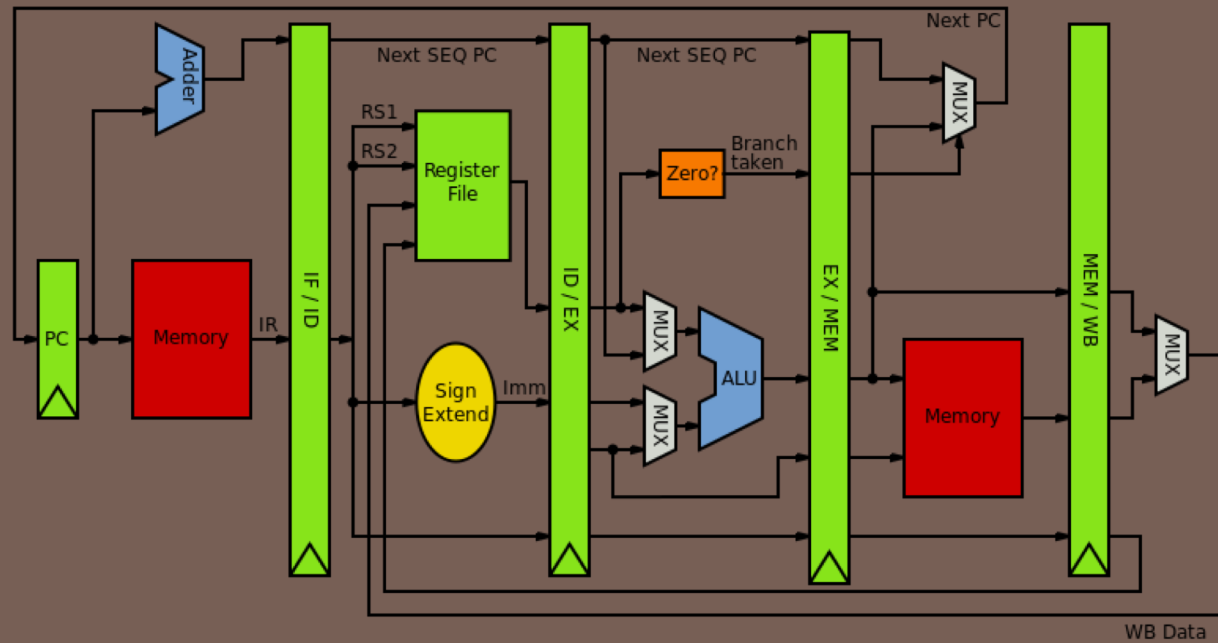 Next PC
Adder
Next SEQ PC
Next SEQ PC
MUX
RS1
RS2
Register
File
Branch
taken
Zero?
PC
Memory
IR
IF / ID
ID / EX
EX / MEM
MEM / WB
MUX
ALU
MUX
Sign
Extend
Imm
MUX
Memory
WB Data